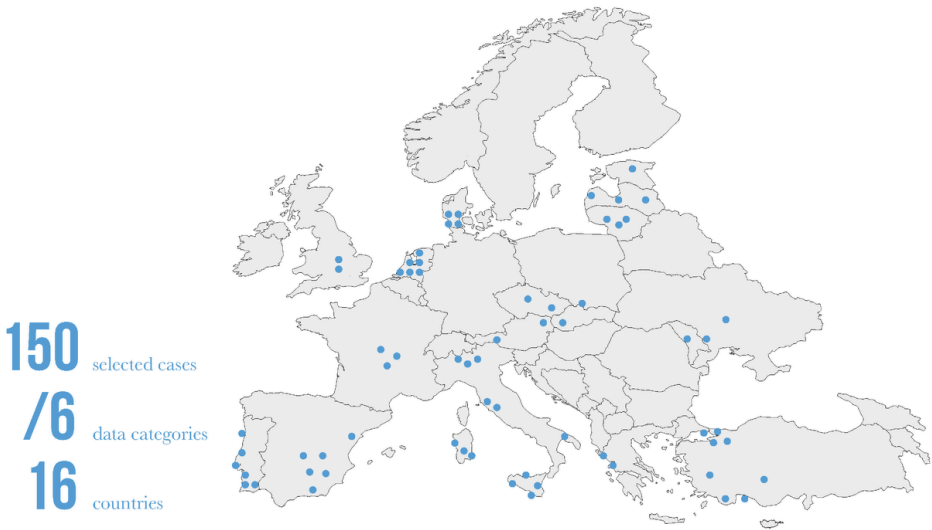 150 selected cases
/6 data categories
16 countries